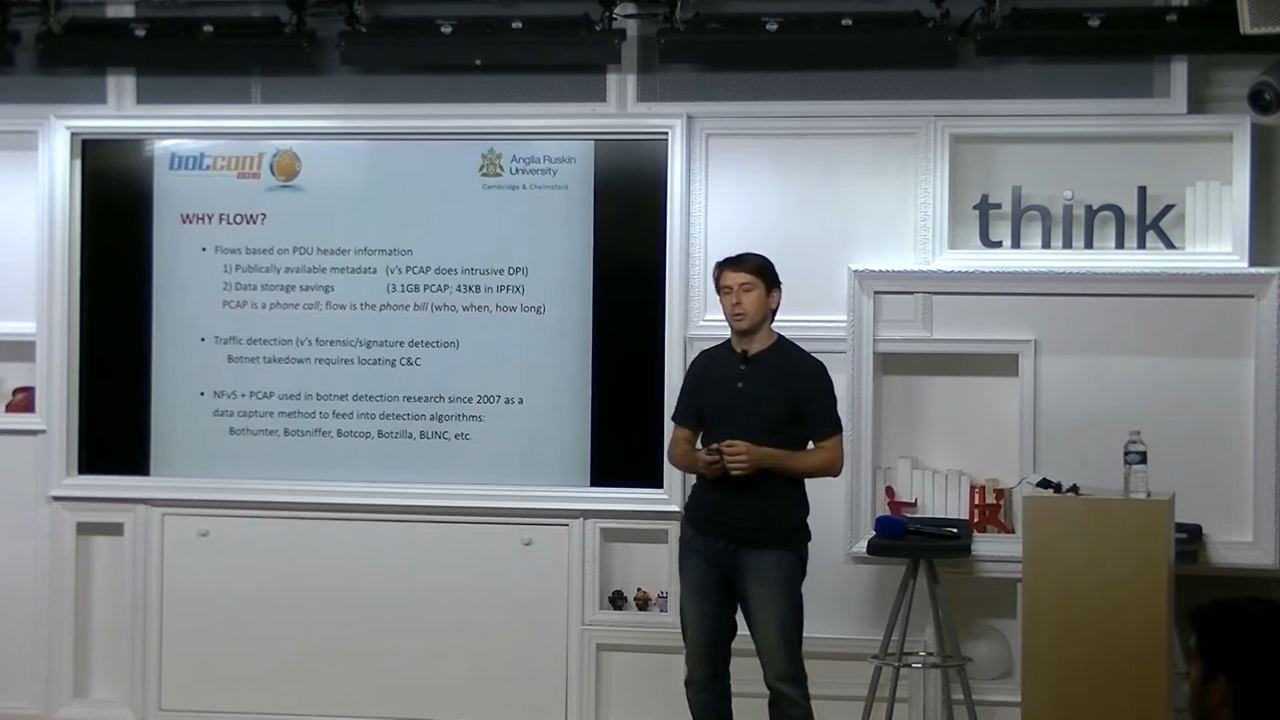 botconf
2015
Anglia Ruskin
University
Cambridge & Chelmsford
WHY FLOW?
▪ Flows based on PDU header information
1) Publically available metadata (v's PCAP does intrusive DPI)
2) Data storage savings (3.1GB PCAP; 43KB in IPFIX)
PCAP is a phone call; flow is the phone bill (who, when, how long)
▪ Traffic detection (v's forensic/signature detection)
Botnet takedown requires locating C&C
▪ NFv5 + PCAP used in botnet detection research since 2007 as a
data capture method to feed into detection algorithms:
Bothunter, Botsniffer, Botcop, Botzilla, BLINC, etc.
think